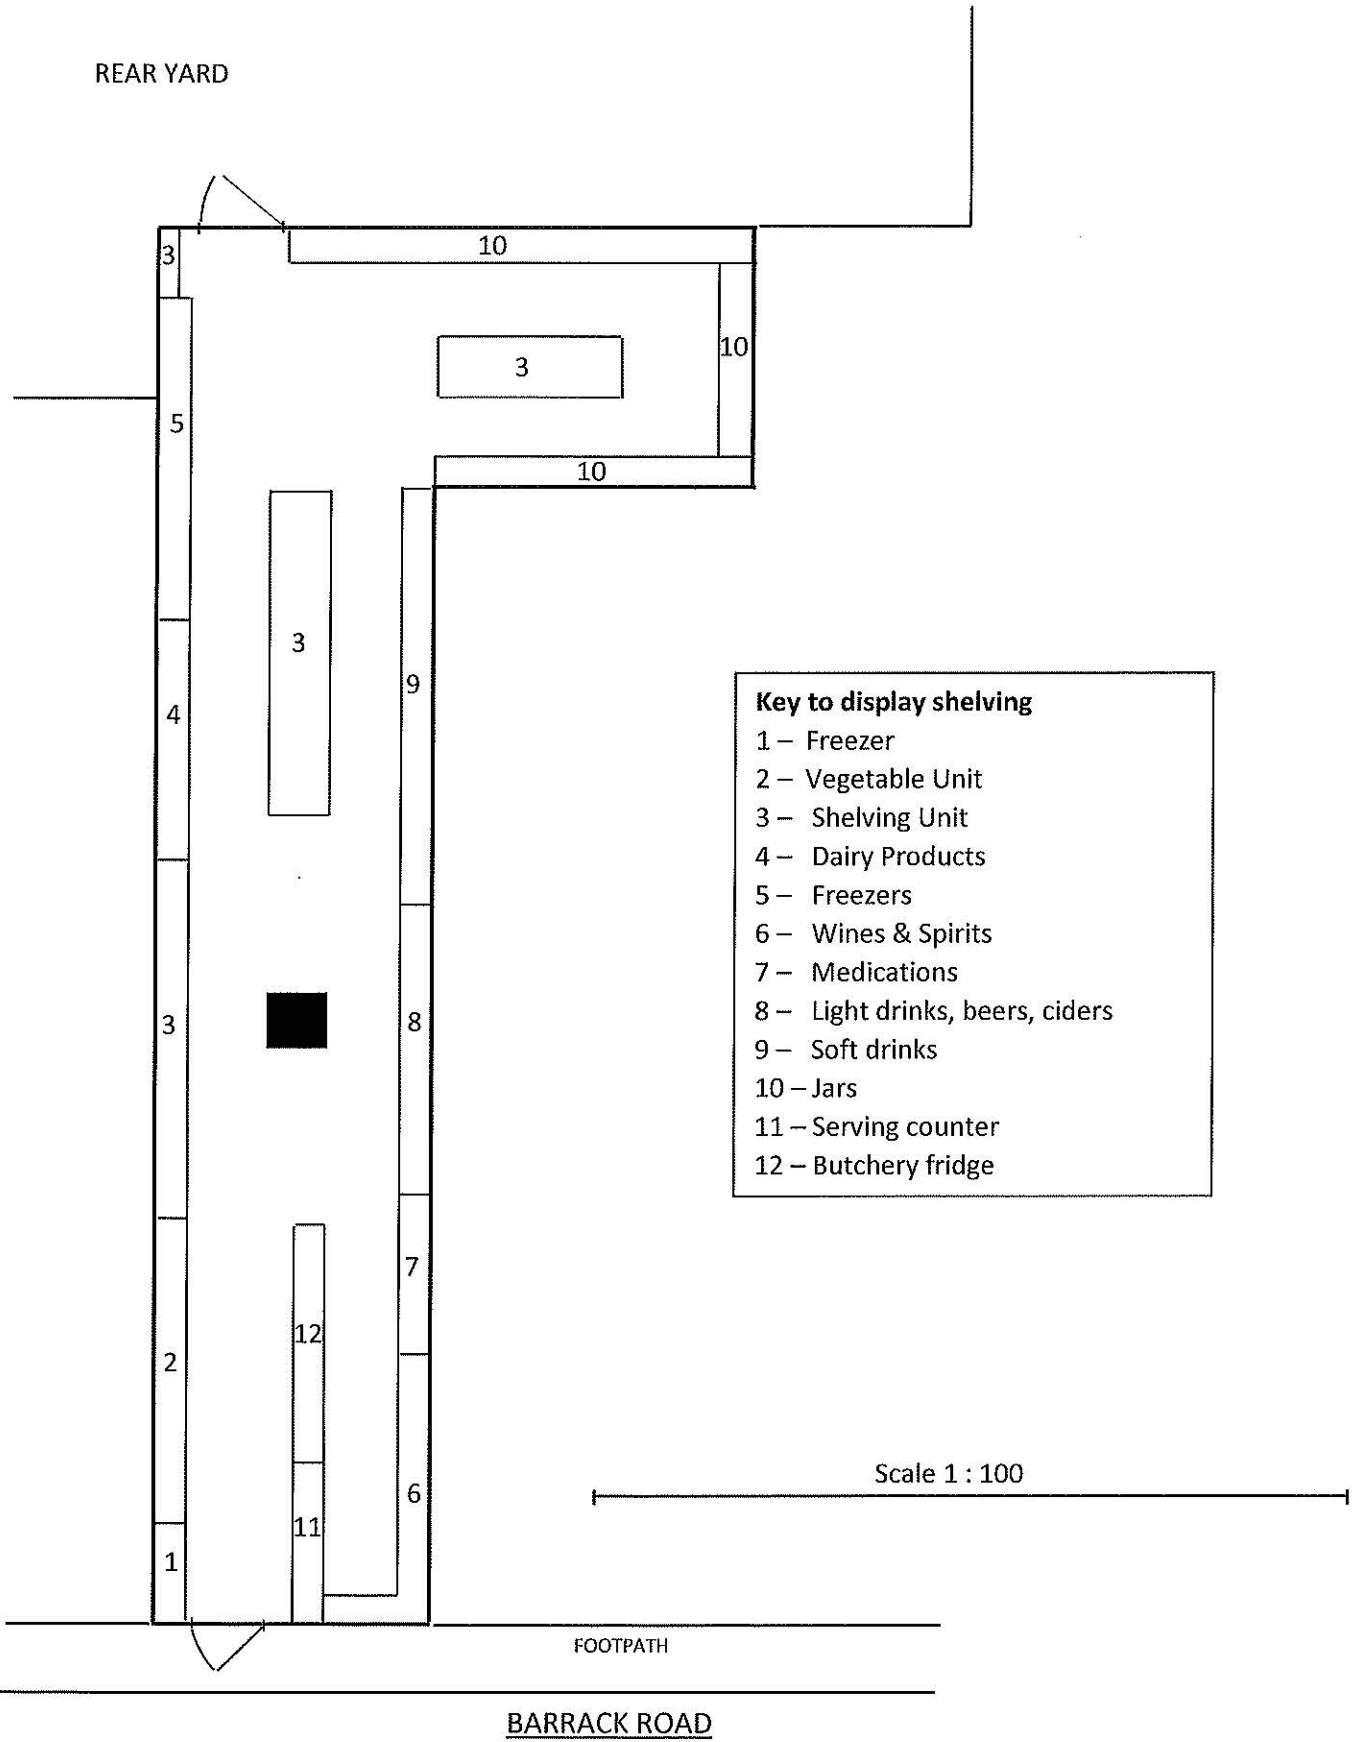 REAR YARD
10
3
10
3
5
10
3
9
4
Key to display shelving
1 – Freezer
2 – Vegetable Unit
3 – Shelving Unit
4 – Dairy Products
5 – Freezers
6 – Wines & Spirits
7 – Medications
8 – Light drinks, beers, ciders
9 – Soft drinks
10 – Jars
11 – Serving counter
12 – Butchery fridge
3
8
7
12
2
Scale 1 : 100
6
11
1
FOOTPATH
BARRACK ROAD